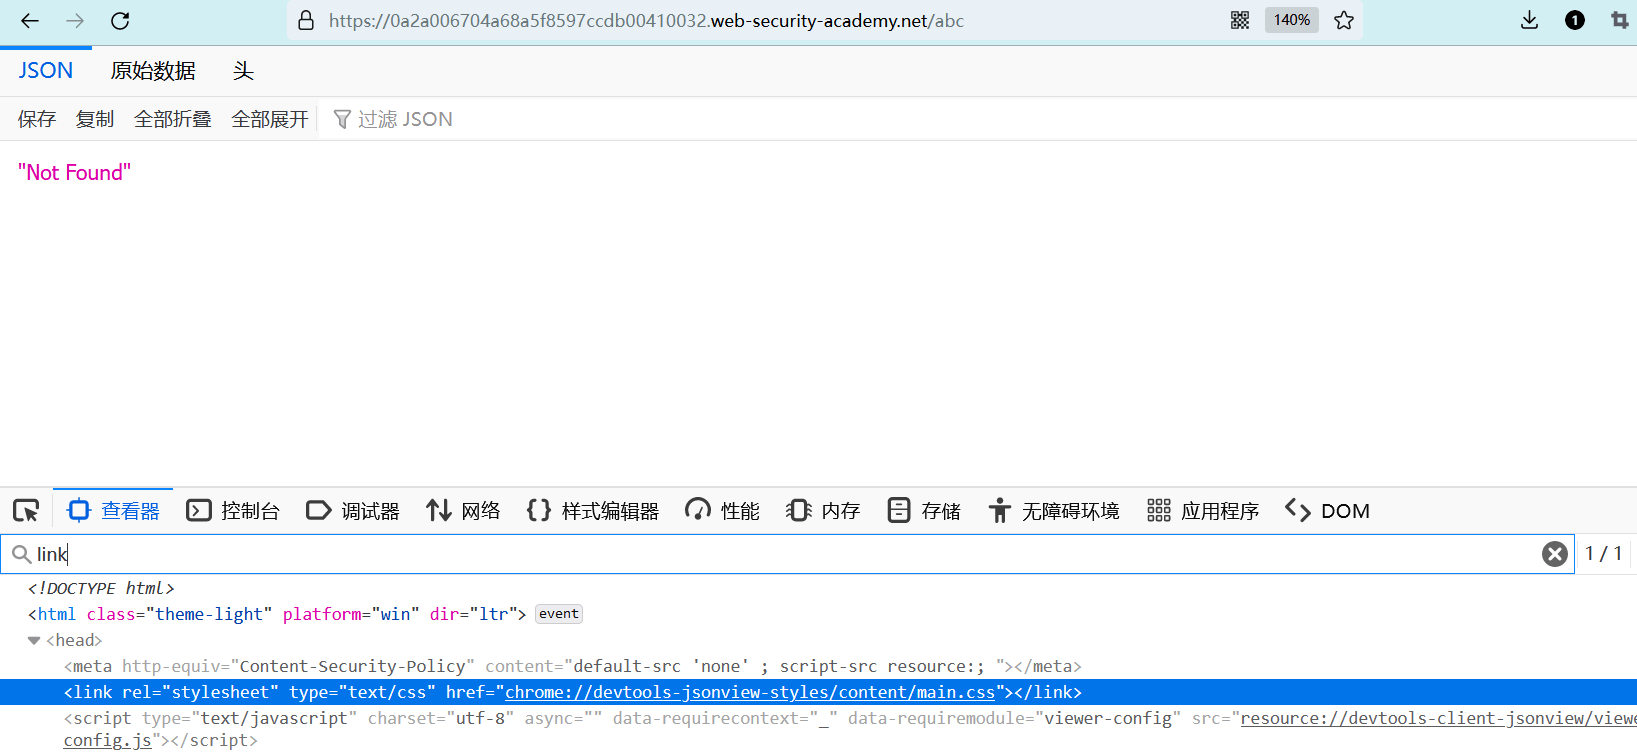 https://0a2a006704a68a5f8597ccdb00410032.web-security-academy.net/abc 140% 1
JSON 原始数据 头
保存 复制 全部折叠 全部展开 过滤 JSON
"Not Found"
查看器 控制台 调试器 网络 样式编辑器 性能 内存 存储 无障碍环境 应用程序 DOM
link 1 / 1
<!DOCTYPE html>
<html class="theme-light" platform="win" dir="ltr"> event
<head>
<meta http-equiv="Content-Security-Policy" content="default-src 'none' ; script-src resource:; "></meta>
<link rel="stylesheet" type="text/css" href="chrome://devtools-jsonview-styles/content/main.css"></link>
<script type="text/javascript" charset="utf-8" async="" data-requirecontext="_" data-requiremodule="viewer-config" src="resource://devtools-client-jsonview/viewe
config.js"></script>